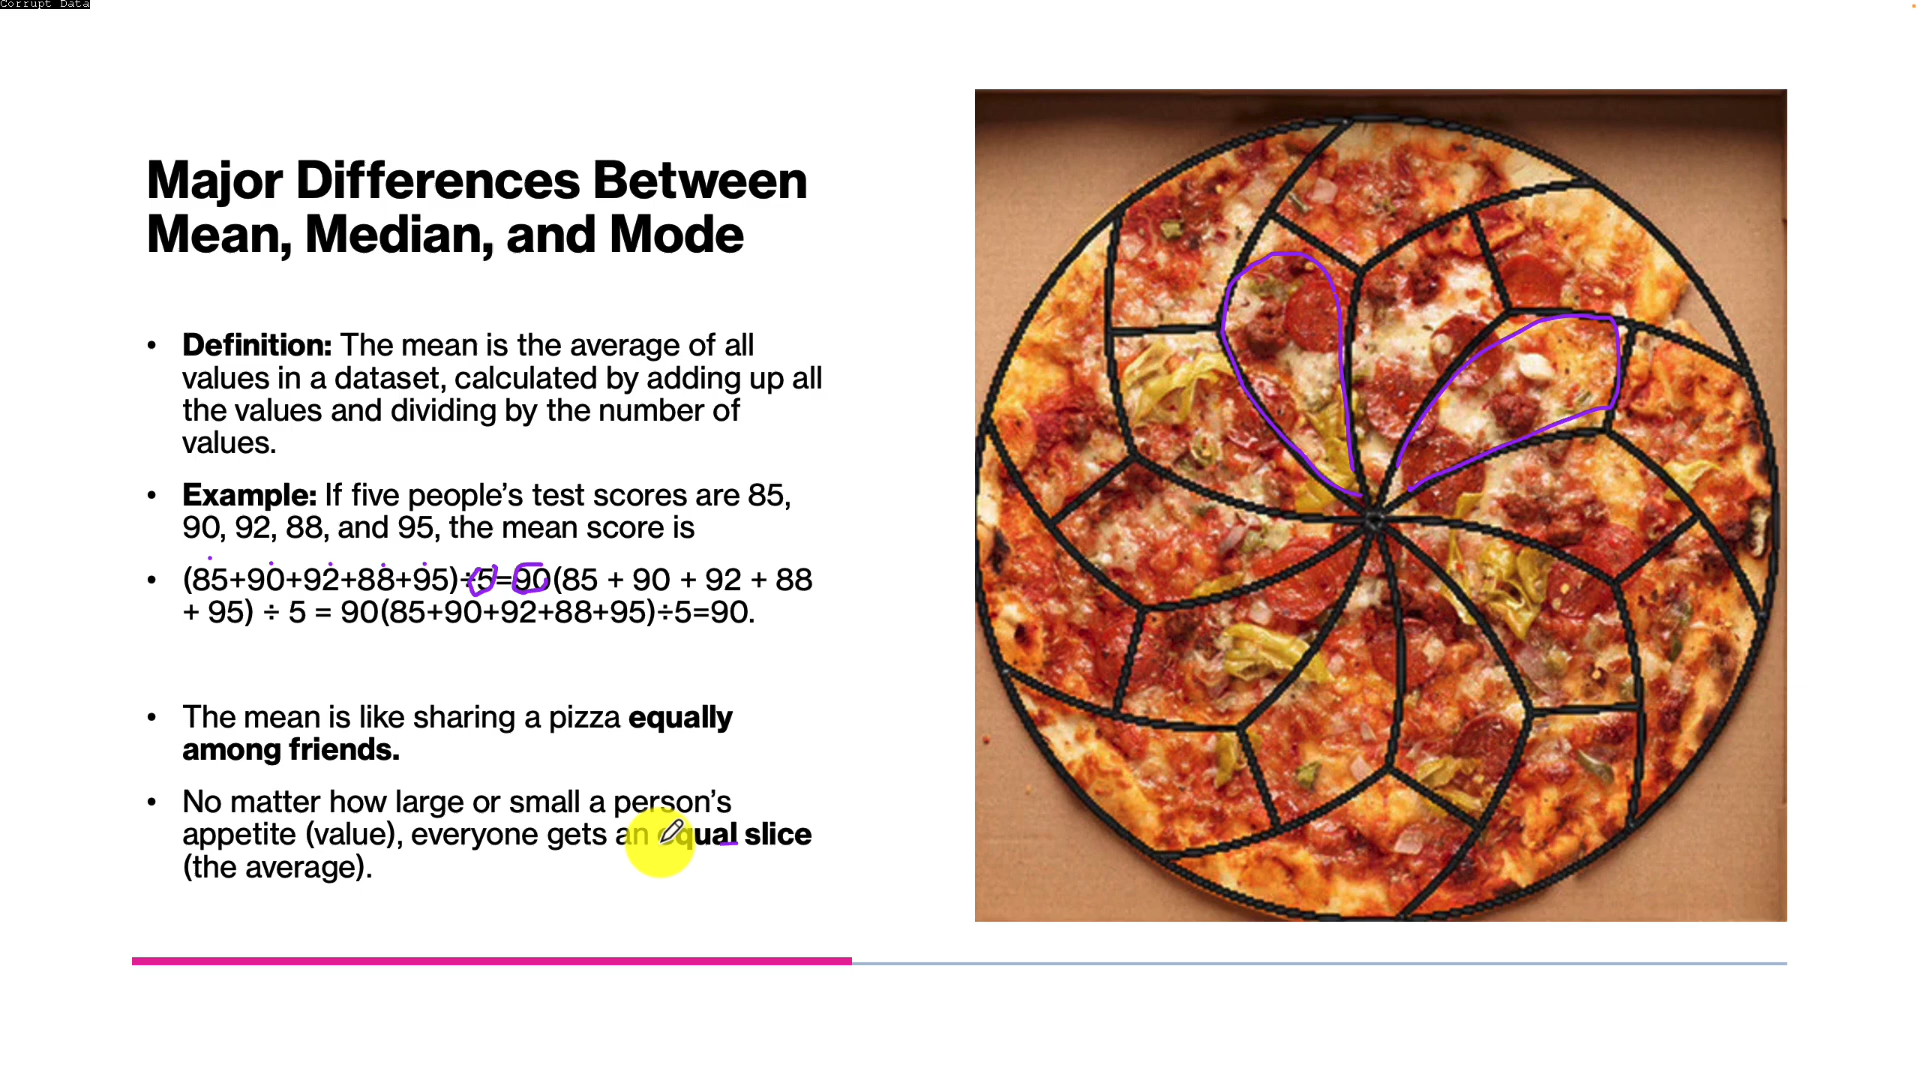 Corrupt Data
Major Differences Between
Mean, Median, and Mode
• Definition: The mean is the average of all
values in a dataset, calculated by adding up all
the values and dividing by the number of
values.
• Example: If five people’s test scores are 85,
90, 92, 88, and 95, the mean score is
• (85+90+92+88+95)÷5=90(85 + 90 + 92 + 88
+ 95) ÷ 5 = 90(85+90+92+88+95)÷5=90.
• The mean is like sharing a pizza equally
among friends.
• No matter how large or small a person’s
appetite (value), everyone gets an equal slice
(the average).